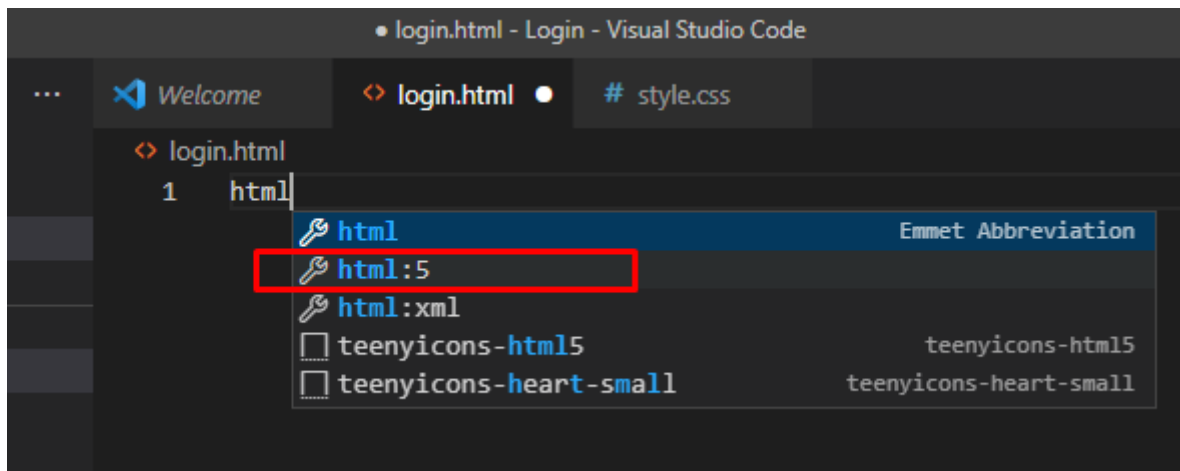 ● login.html - Login - Visual Studio Code
... Welcome login.html ● # style.css
<> login.html
1 html
html Emmet Abbreviation
html:5
html:xml
teenyicons-html5 teenyicons-html5
teenyicons-heart-small teenyicons-heart-small